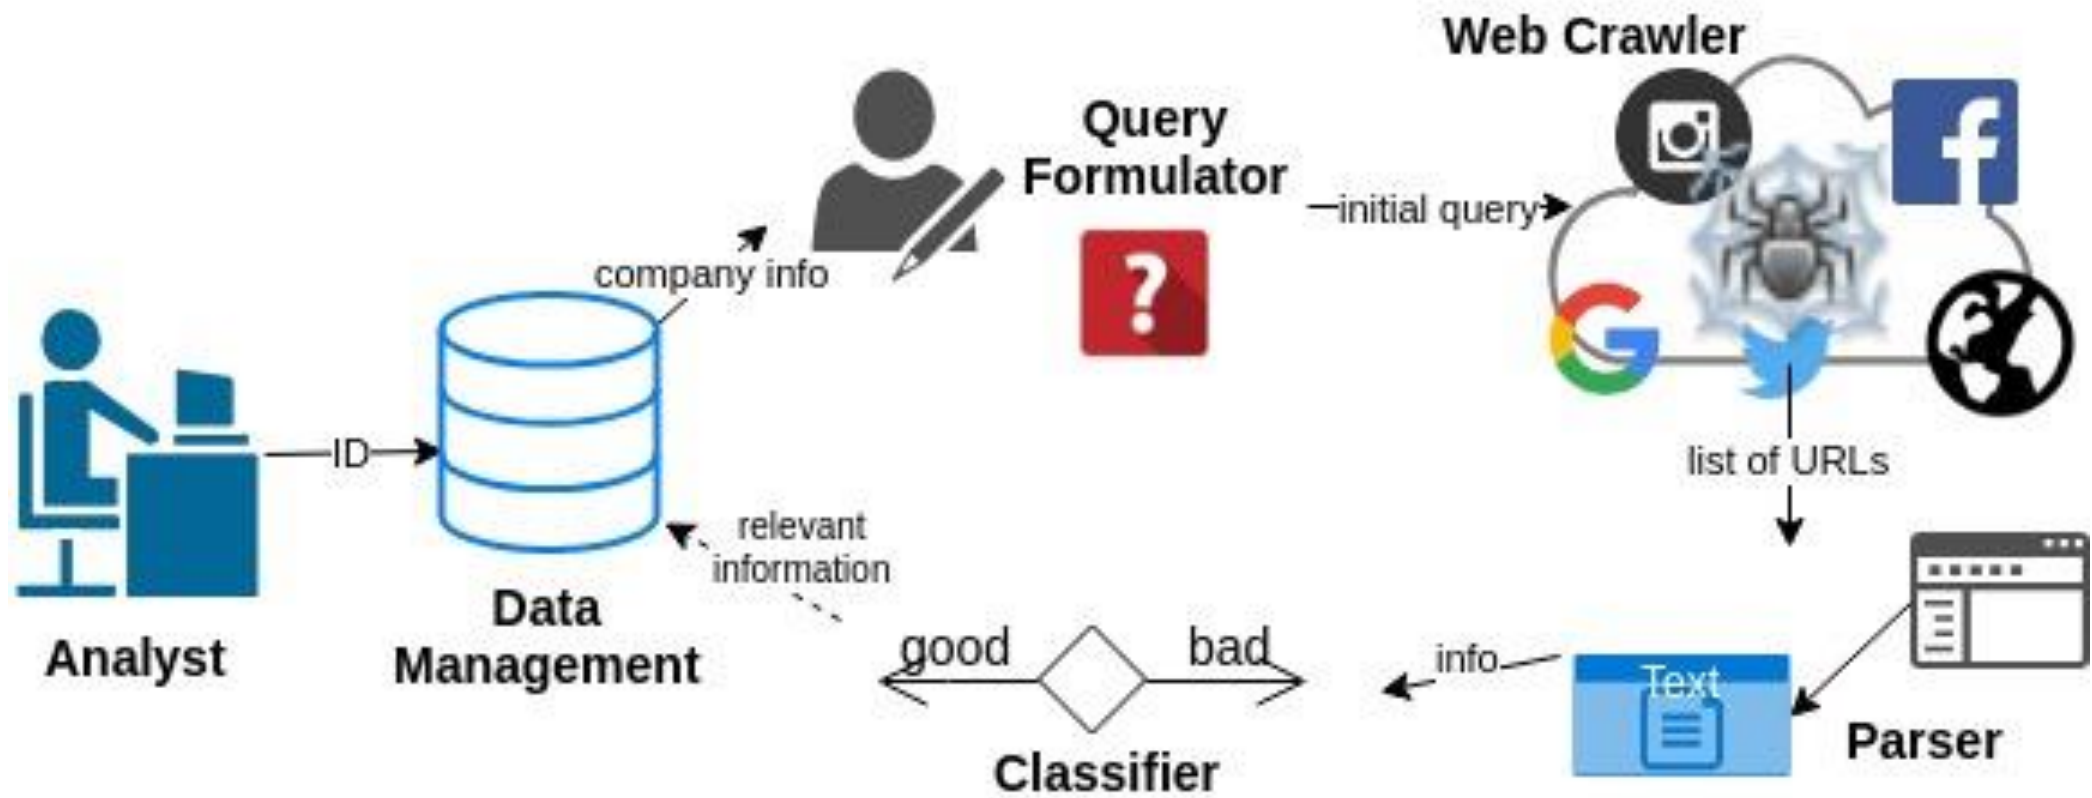 Web Crawler
Query
Formulator
initial query
company info
ID
list of URLs
relevant
information
Data
Management
Analyst
good
bad
info
Text
Classifier
Parser